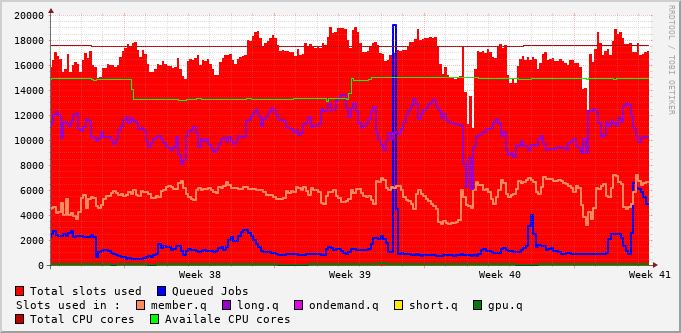 20000
18000
16000
14000
12000
10000
8000
6000
4000
2000
0
Week 38 Week 39 Week 40 Week 41
Total slots used Queued Jobs
Slots used in : member.q long.q ondemand.q short.q gpu.q
Total CPU cores Availale CPU cores
RRDTOOL / TOBI OETIKER